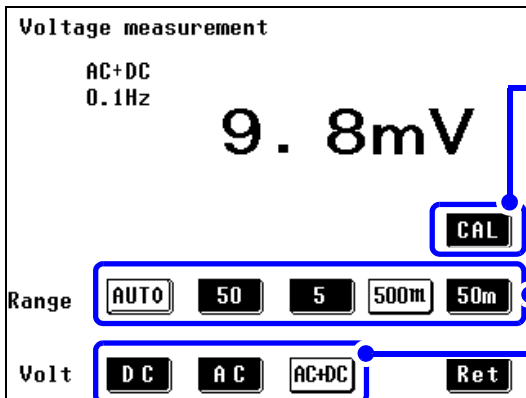 Voltage measurement
AC+DC
0.1Hz
9. 8mV
CAL
Range AUTO 50 5 500m 50m
Volt DC AC AC+DC Ret